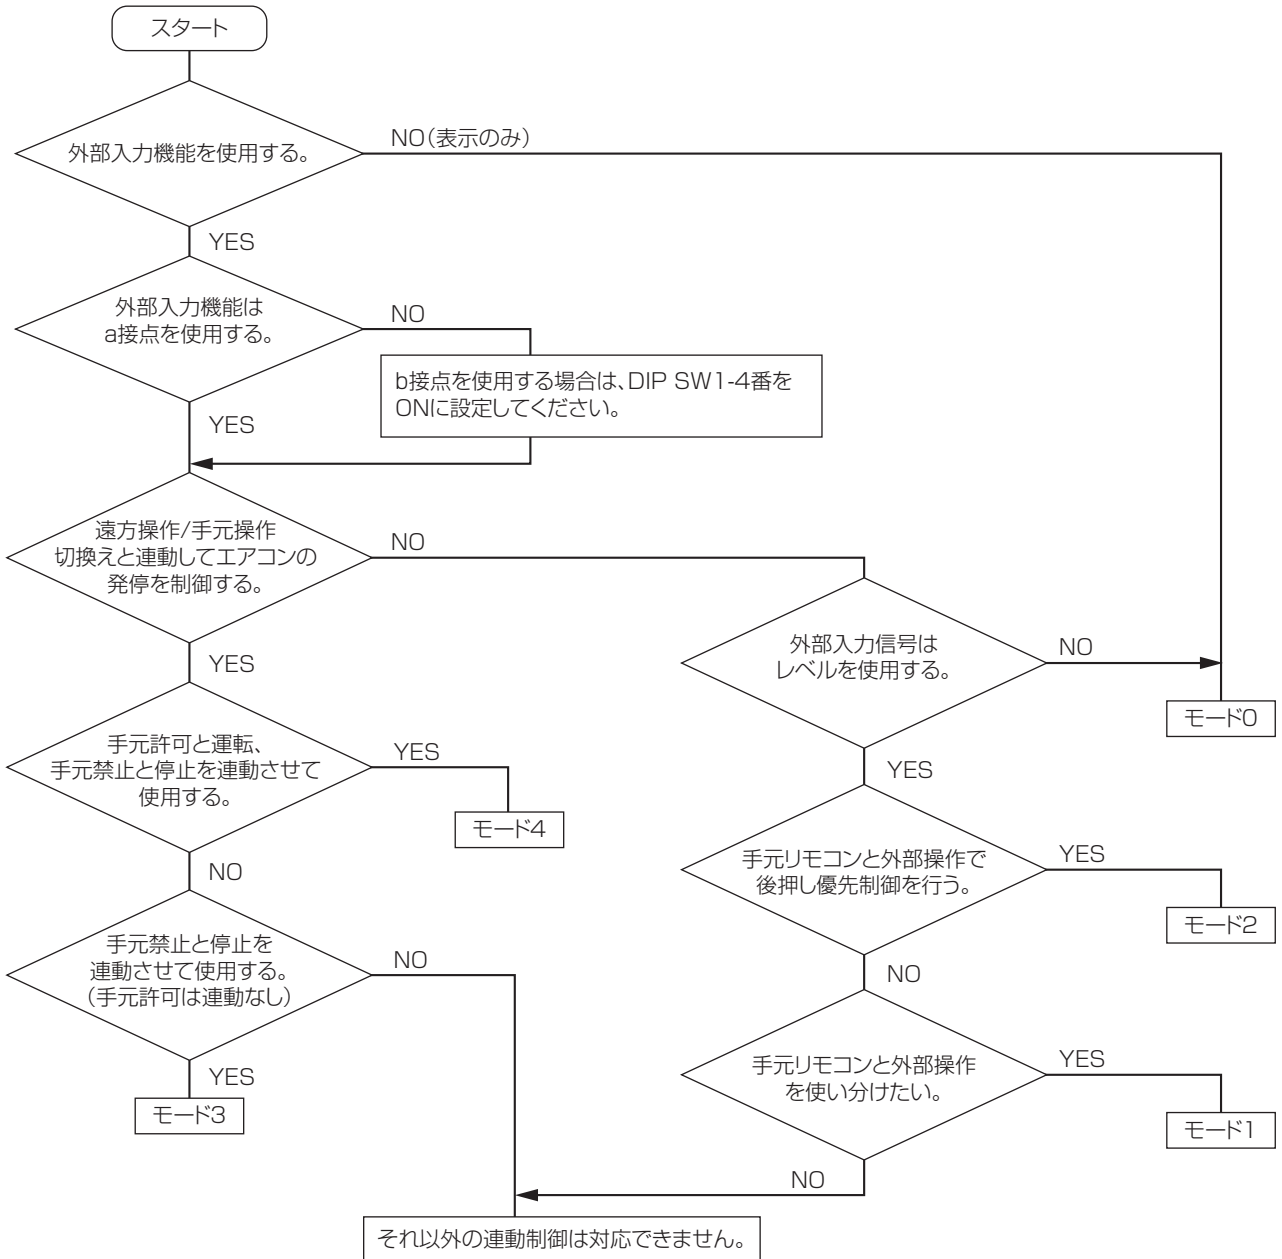 スタート
外部入力機能を使用する。
NO(表示のみ)
YES
外部入力機能は
a接点を使用する。
NO
b接点を使用する場合は、DIP SW1-4番を
ONに設定してください。
YES
遠方操作/手元操作
切換えと連動してエアコンの
発停を制御する。
NO
YES
外部入力信号は
レベルを使用する。
NO
モード0
YES
手元許可と運転、
手元禁止と停止を連動させて
使用する。
YES
モード4
NO
手元リモコンと外部操作で
後押し優先制御を行う。
YES
モード2
NO
手元禁止と停止を
連動させて使用する。
(手元許可は連動なし)
NO
YES
モード3
手元リモコンと外部操作
を使い分けたい。
YES
モード1
NO
それ以外の連動制御は対応できません。